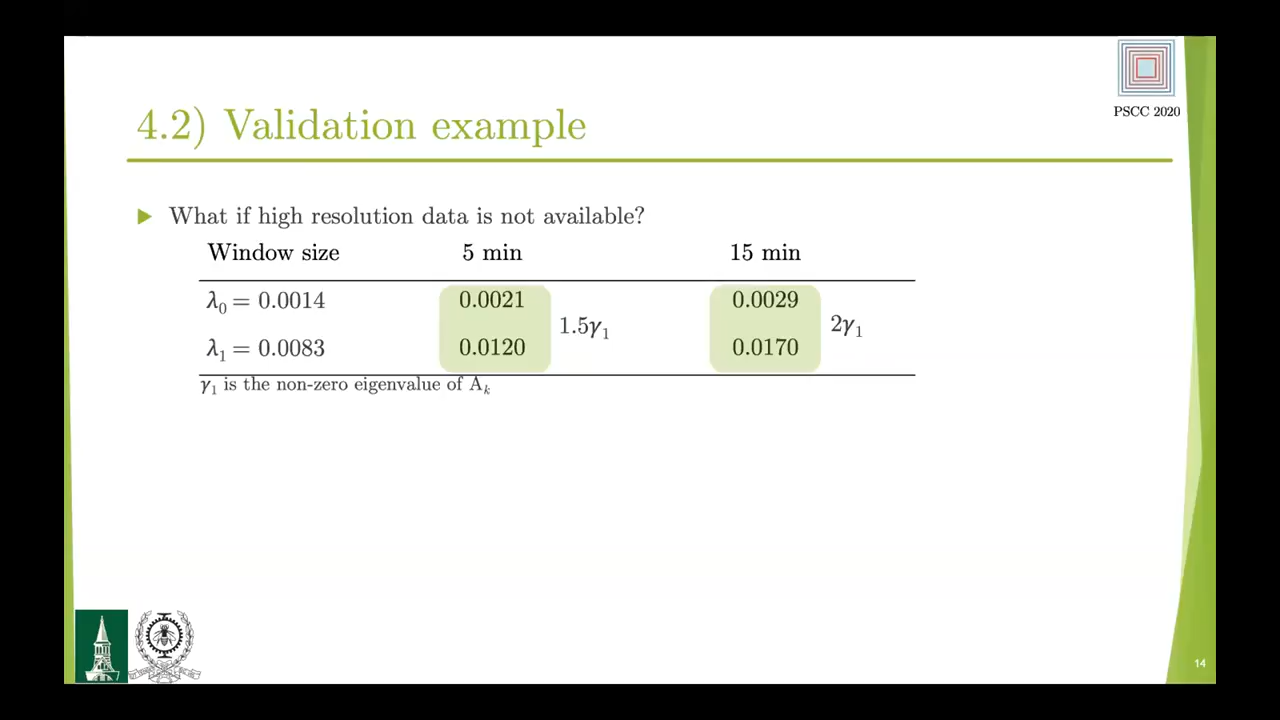 PSCC 2020
4.2) Validation example
What if high resolution data is not available?
Window size 5 min 15 min
λ0 = 0.0014 0.0021 0.0029
1.5γ1 2γ1
λ1 = 0.0083 0.0120 0.0170
γ1 is the non-zero eigenvalue of Ak
14